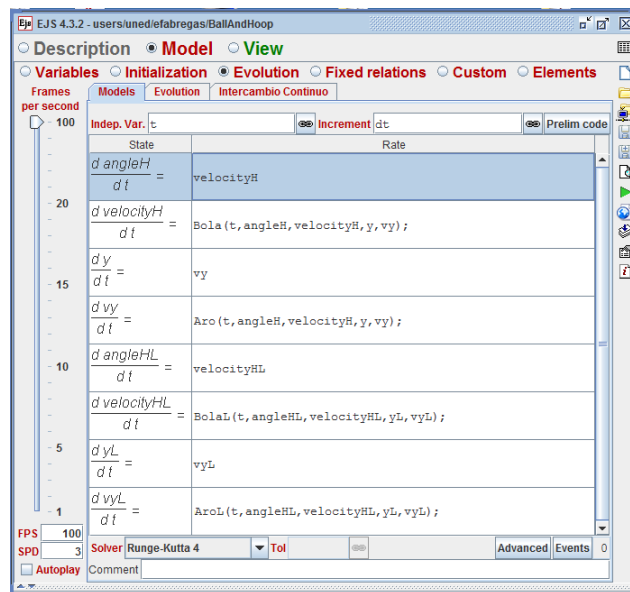 EJS 4.3.2 - users/uned/efabregas/BallAndHoop
Description Model View
Variables Initialization Evolution Fixed relations Custom Elements
Frames per second
Models Evolution Intercambio Continuo
100
20
15
10
5
1
Indep. Var. t Increment dt Prelim code
State Rate
d angleH / d t = velocityH
d velocityH / d t = Bola(t,angleH,velocityH,y,vy);
d y / d t = vy
d vy / d t = Aro(t,angleH,velocityH,y,vy);
d angleHL / d t = velocityHL
d velocityHL / d t = BolaL(t,angleHL,velocityHL,yL,vyL);
d yL / d t = vyL
d vyL / d t = AroL(t,angleHL,velocityHL,yL,vyL);
FPS 100
SPD 3
Autoplay
Solver Runge-Kutta 4 Tol Advanced Events 0
Comment